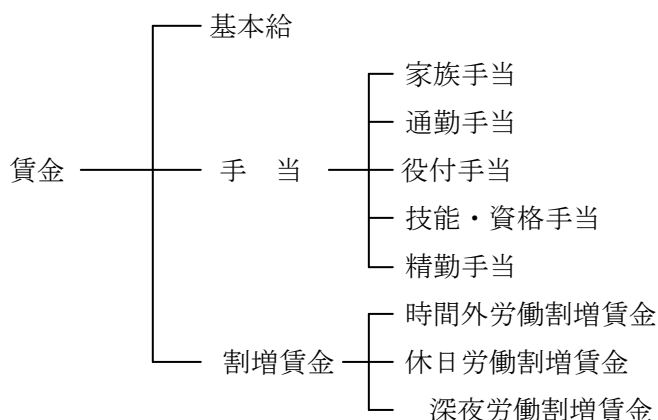 基本給
家族手当
通勤手当
賃金
手 当
役付手当
技能・資格手当
精勤手当
時間外労働割増賃金
割増賃金
休日労働割増賃金
深夜労働割増賃金